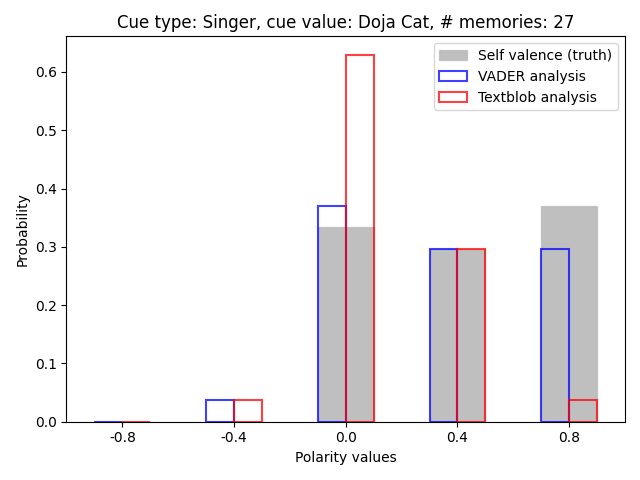 Cue type: Singer, cue value: Doja Cat, # memories: 27
Self valence (truth)
VADER analysis
Textblob analysis
Probability
0.6
0.5
0.4
0.3
0.2
0.1
0.0
-0.8 -0.4 0.0 0.4 0.8
Polarity values